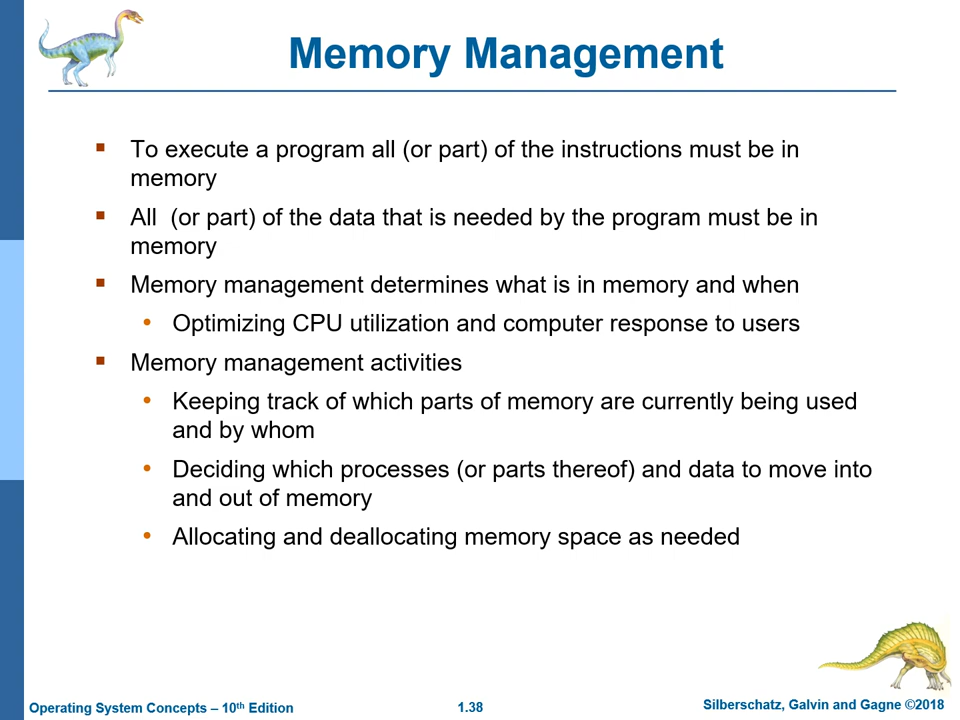 Memory Management
▪ To execute a program all (or part) of the instructions must be in
memory
▪ All  (or part) of the data that is needed by the program must be in
memory
▪ Memory management determines what is in memory and when
• Optimizing CPU utilization and computer response to users
▪ Memory management activities
• Keeping track of which parts of memory are currently being used
and by whom
• Deciding which processes (or parts thereof) and data to move into
and out of memory
• Allocating and deallocating memory space as needed
Operating System Concepts – 10th Edition
1.38
Silberschatz, Galvin and Gagne ©2018